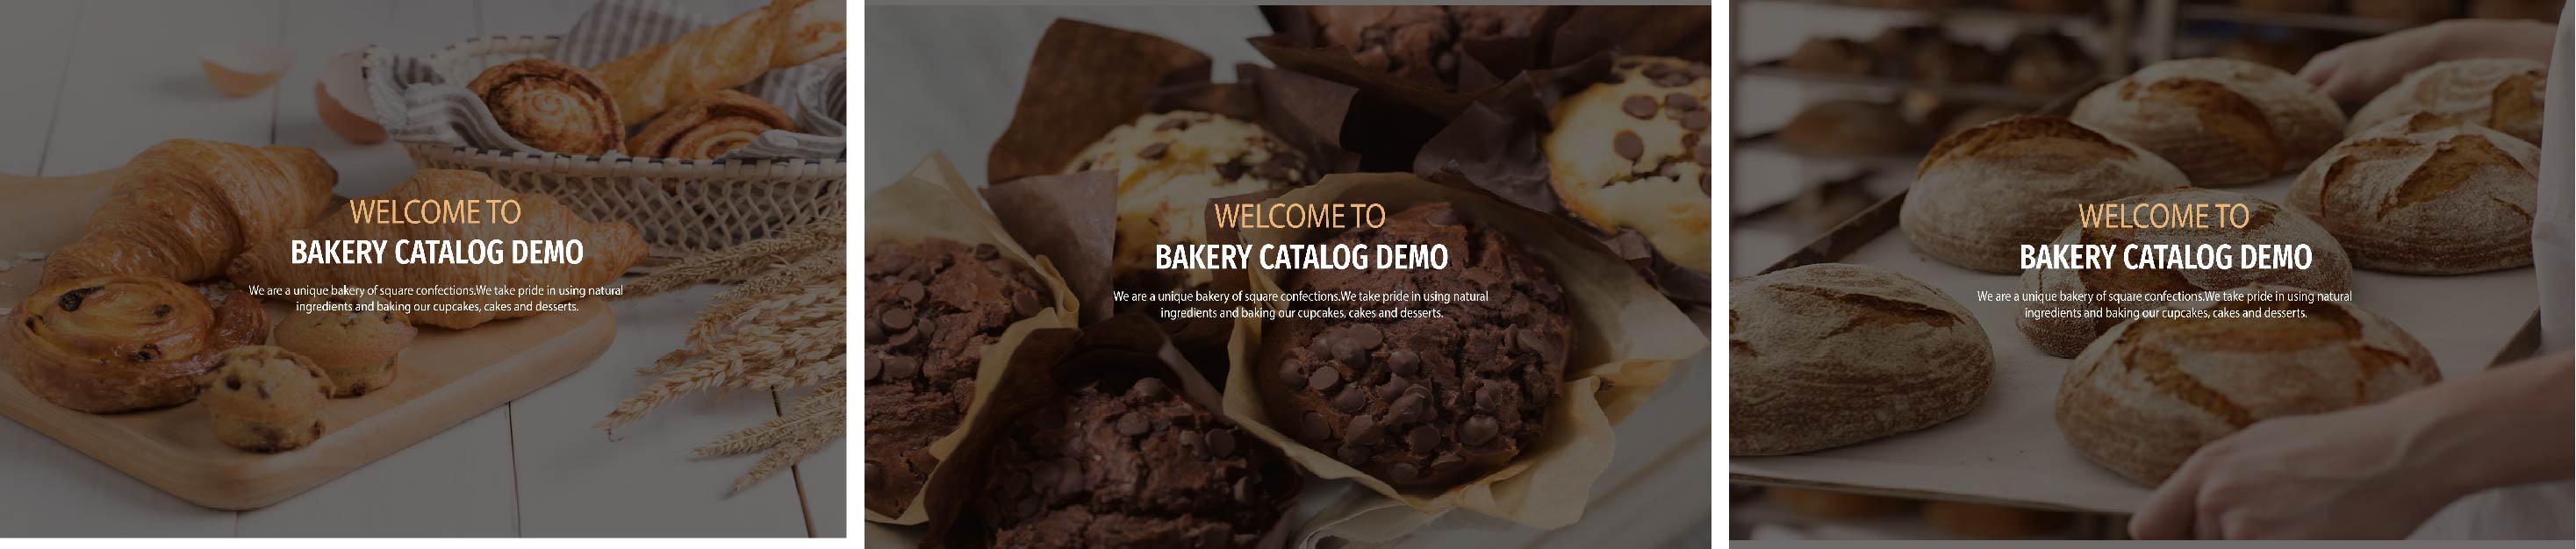 WELCOME TO
BAKERY CATALOG DEMO
We are a unique bakery of square confections.We take pride in using natural
ingredients and baking our cupcakes, cakes and desserts.
WELCOME TO
BAKERY CATALOG DEMO
We are a unique bakery of square confections.We take pride in using natural
ingredients and baking our cupcakes, cakes and desserts.
WELCOME TO
BAKERY CATALOG DEMO
We are a unique bakery of square confections.We take pride in using natural
ingredients and baking our cupcakes, cakes and desserts.